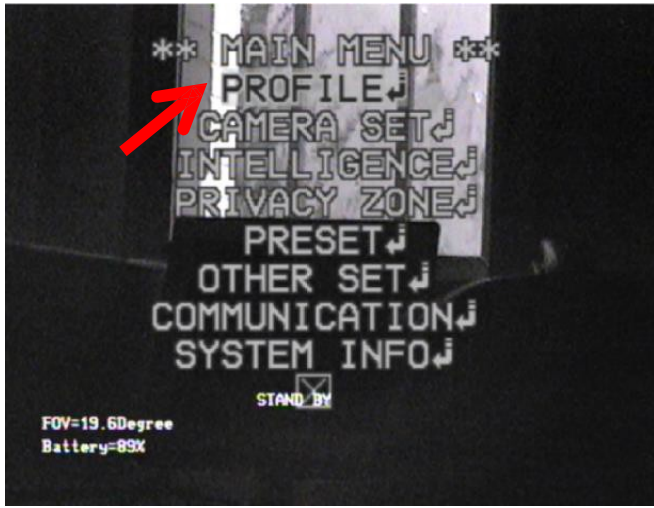 ** MAIN MENU **
PROFILE↲
CAMERA SET↲
INTELLIGENCE↲
PRIVACY ZONE↲
PRESET↲
OTHER SET↲
COMMUNICATION↲
SYSTEM INFO↲
STAND BY
FOV=19.6Degree
Battery=89%